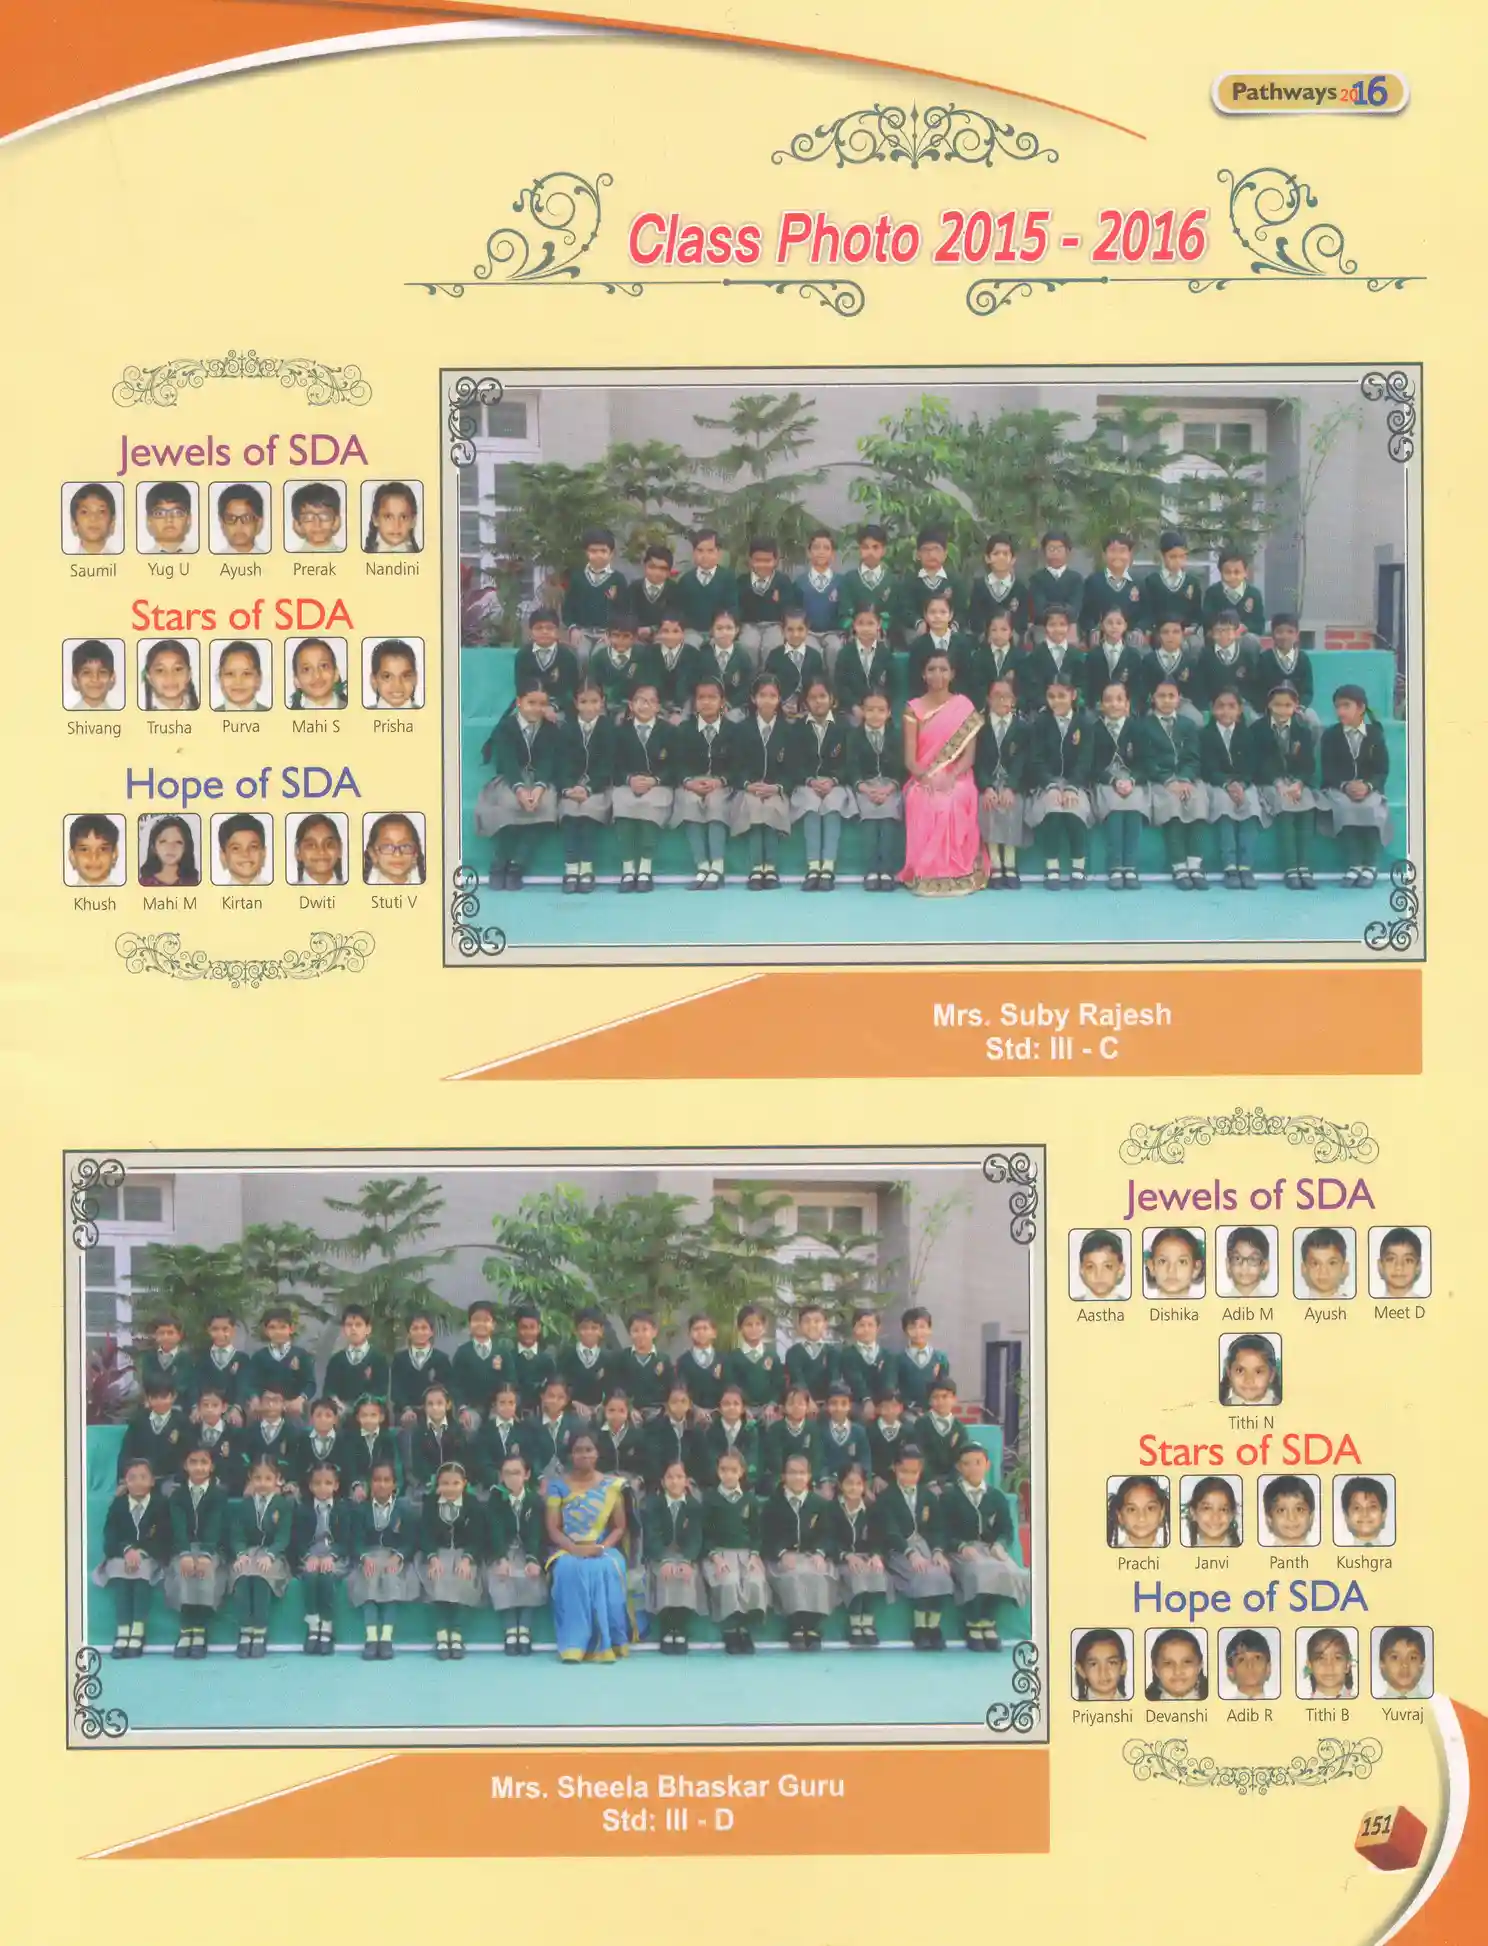 Pathways 2016
Class Photo 2015 - 2016
Jewels of SDA
Saumil Yug U Ayush Prerak Nandini
Stars of SDA
Shivang Trusha Purva Mahi S Prisha
Hope of SDA
Khush Mahi M Kirtan Dwiti Stuti V
Mrs. Suby Rajesh
Std: III - C
Jewels of SDA
Aastha Dishika Adib M Ayush Meet D
Tithi N
Stars of SDA
Prachi Janvi Panth Kushgra
Hope of SDA
Priyanshi Devanshi Adib R Tithi B Yuvraj
Mrs. Sheela Bhaskar Guru
Std: III - D
151